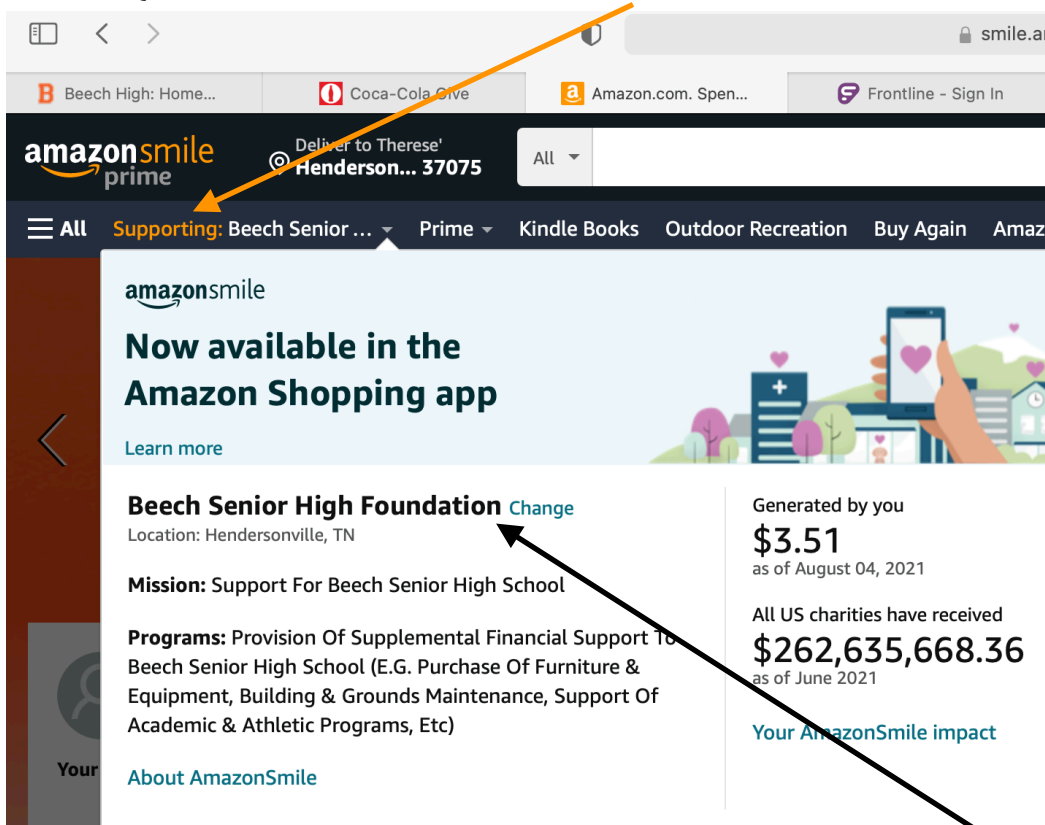 smile.a
Beech High: Home...
Coca-Cola Give
Amazon.com. Spen...
Frontline – Sign In
amazonsmile
prime
Deliver to Therese'
Henderson... 37075
All
All
Supporting: Beech Senior ...
Prime
Kindle Books
Outdoor Recreation
Buy Again
Amaz
amazonsmile
Now available in the
Amazon Shopping app
Learn more
Beech Senior High Foundation Change
Location: Hendersonville, TN
Mission: Support For Beech Senior High School
Programs: Provision Of Supplemental Financial Support To
Beech Senior High School (E.G. Purchase Of Furniture &
Equipment, Building & Grounds Maintenance, Support Of
Academic & Athletic Programs, Etc)
About AmazonSmile
Generated by you
$3.51
as of August 04, 2021
All US charities have received
$262,635,668.36
as of June 2021
Your AmazonSmile impact
Your